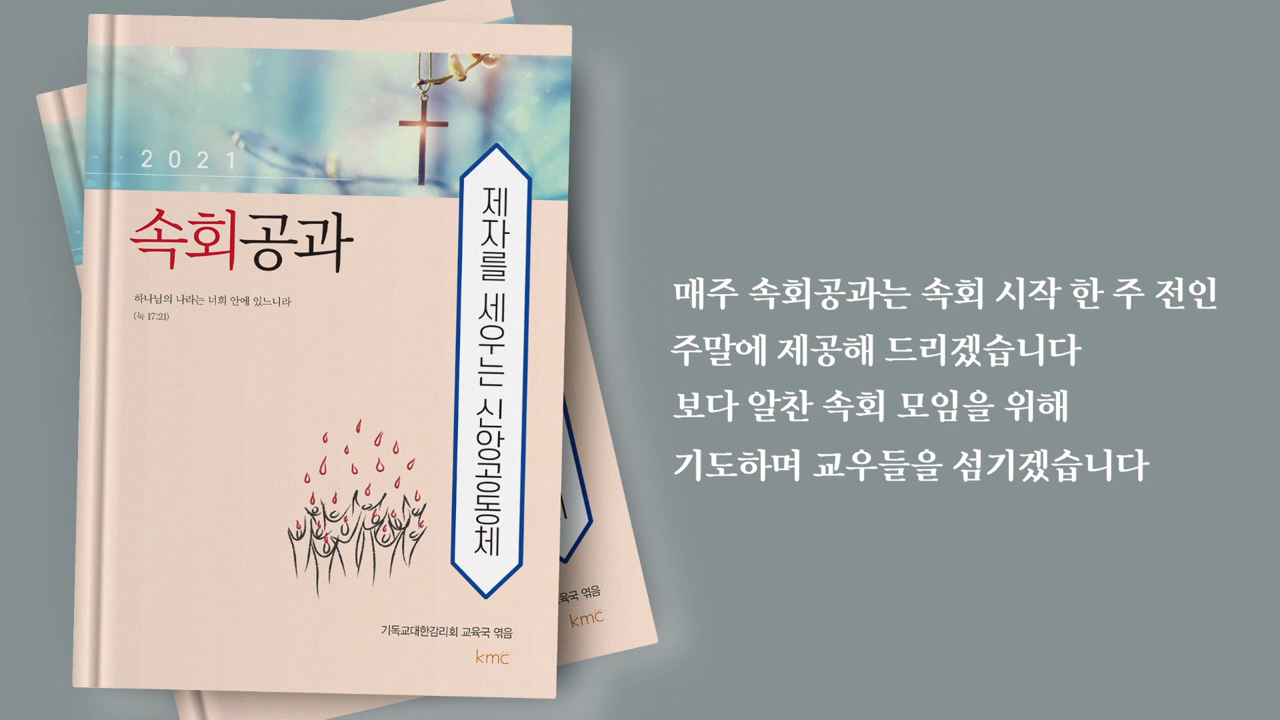 2021
속회공과
하나님의 나라는 너희 안에 있느니라
(눅 17:21)
제자를 세우는 신앙공동체
기독교대한감리회 교육국 엮음
kmc
육국 엮음
kmc
매주 속회공과는 속회 시작 한 주 전인
주말에 제공해 드리겠습니다
보다 알찬 속회 모임을 위해
기도하며 교우들을 섬기겠습니다